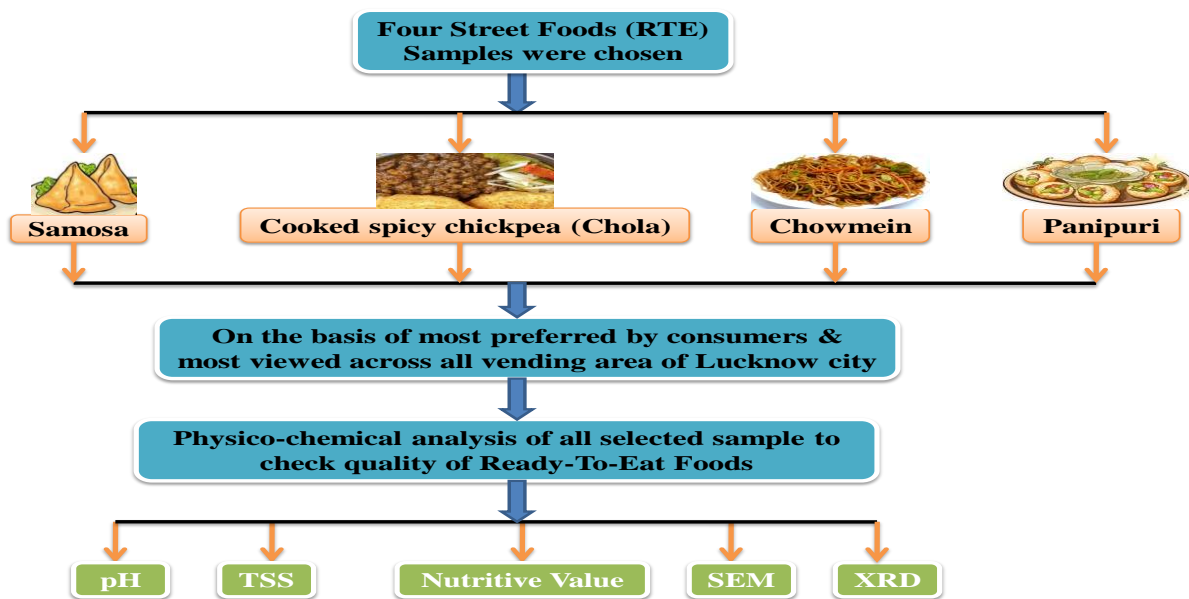 Four Street Foods (RTE)
Samples were chosen
Samosa
Cooked spicy chickpea (Chola)
Chowmein
Panipuri
On the basis of most preferred by consumers &
most viewed across all vending area of Lucknow city
Physico-chemical analysis of all selected sample to
check quality of Ready-To-Eat Foods
pH
TSS
Nutritive Value
SEM
XRD